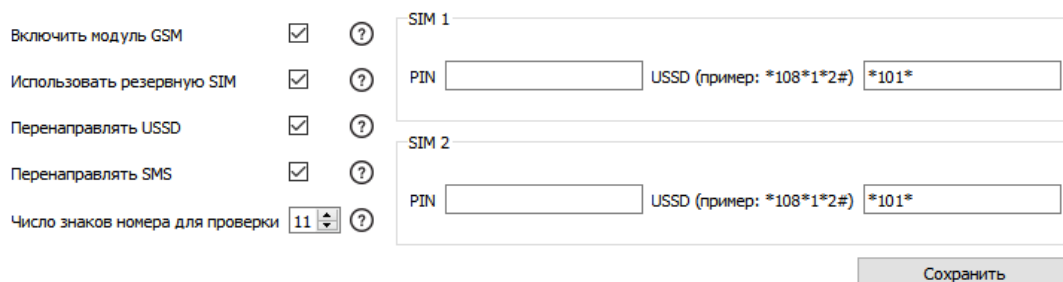 Включить модуль GSM ?
Использовать резервную SIM ?
Перенаправлять USSD ?
Перенаправлять SMS ?
Число знаков номера для проверки 11 ?
SIM 1
PIN USSD (пример: *108*1*2#) *101*
SIM 2
PIN USSD (пример: *108*1*2#) *101*
Сохранить